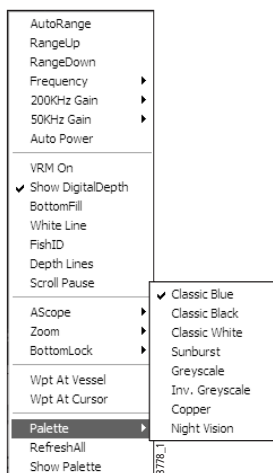 AutoRange
RangeUp
RangeDown
Frequency
200KHz Gain
50KHz Gain
Auto Power
VRM On
Show DigitalDepth
BottomFill
White Line
FishID
Depth Lines
Scroll Pause
AScope
Zoom
BottomLock
Wpt At Vessel
Wpt At Cursor
Palette
RefreshAll
Show Palette
Classic Blue
Classic Black
Classic White
Sunburst
Greyscale
Inv. Greyscale
Copper
Night Vision